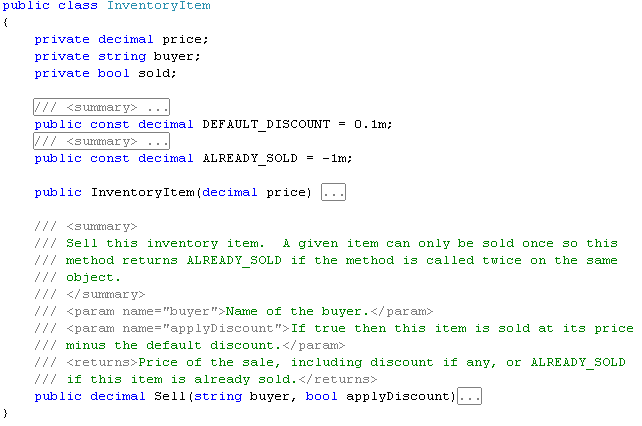 public class InventoryItem
{
private decimal price;
private string buyer;
private bool sold;
/// <summary> ...
public const decimal DEFAULT_DISCOUNT = 0.1m;
/// <summary> ...
public const decimal ALREADY_SOLD = -1m;
public InventoryItem(decimal price) ...
/// <summary>
/// Sell this inventory item.  A given item can only be sold once so this
/// method returns ALREADY_SOLD if the method is called twice on the same
/// object.
/// </summary>
/// <param name="buyer">Name of the buyer.</param>
/// <param name="applyDiscount">If true then this item is sold at its price
/// minus the default discount.</param>
/// <returns>Price of the sale, including discount if any, or ALREADY_SOLD
/// if this item is already sold.</returns>
public decimal Sell(string buyer, bool applyDiscount)...
}